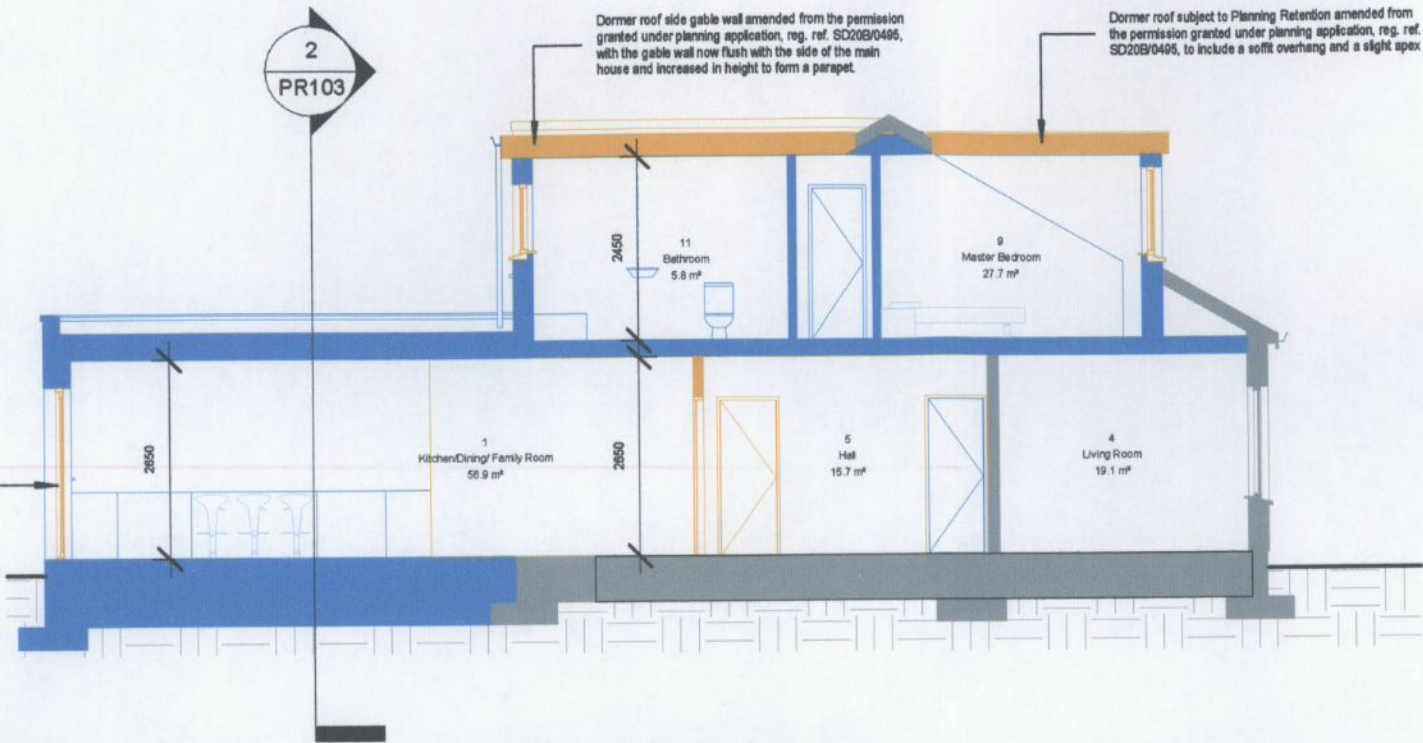 Dormer roof side gable wall amended from the permission
granted under planning application, reg. ref. SD20B/0495,
with the gable wall now flush with the side of the main
house and increased in height to form a parapet.
Dormer roof subject to Planning Retention amended from
the permission granted under planning application, reg. ref.
SD20B/0495, to include a soffit overhang and a slight apex
2
PR103
2450
11
Bathroom
5.8 m²
9
Master Bedroom
27.7 m²
2650
1
Kitchen/Dining/ Family Room
56.9 m²
2650
5
Hall
15.7 m²
4
Living Room
19.1 m²